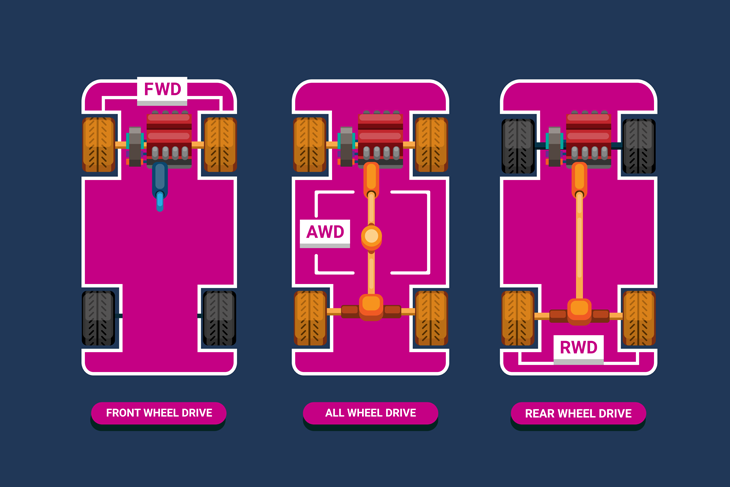 FWD
AWD
RWD
FRONT WHEEL DRIVE
ALL WHEEL DRIVE
REAR WHEEL DRIVE